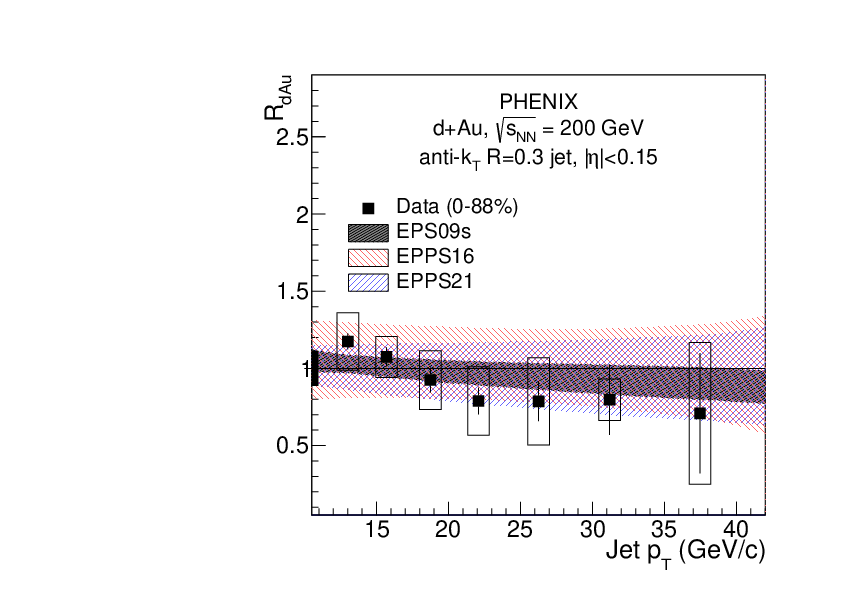 R_dAu
PHENIX
d+Au, √s_NN = 200 GeV
anti-k_T R=0.3 jet, |η|<0.15
Data (0-88%)
EPS09s
EPPS16
EPPS21
2.5
2
1.5
1
0.5
15 20 25 30 35 40
Jet p_T (GeV/c)